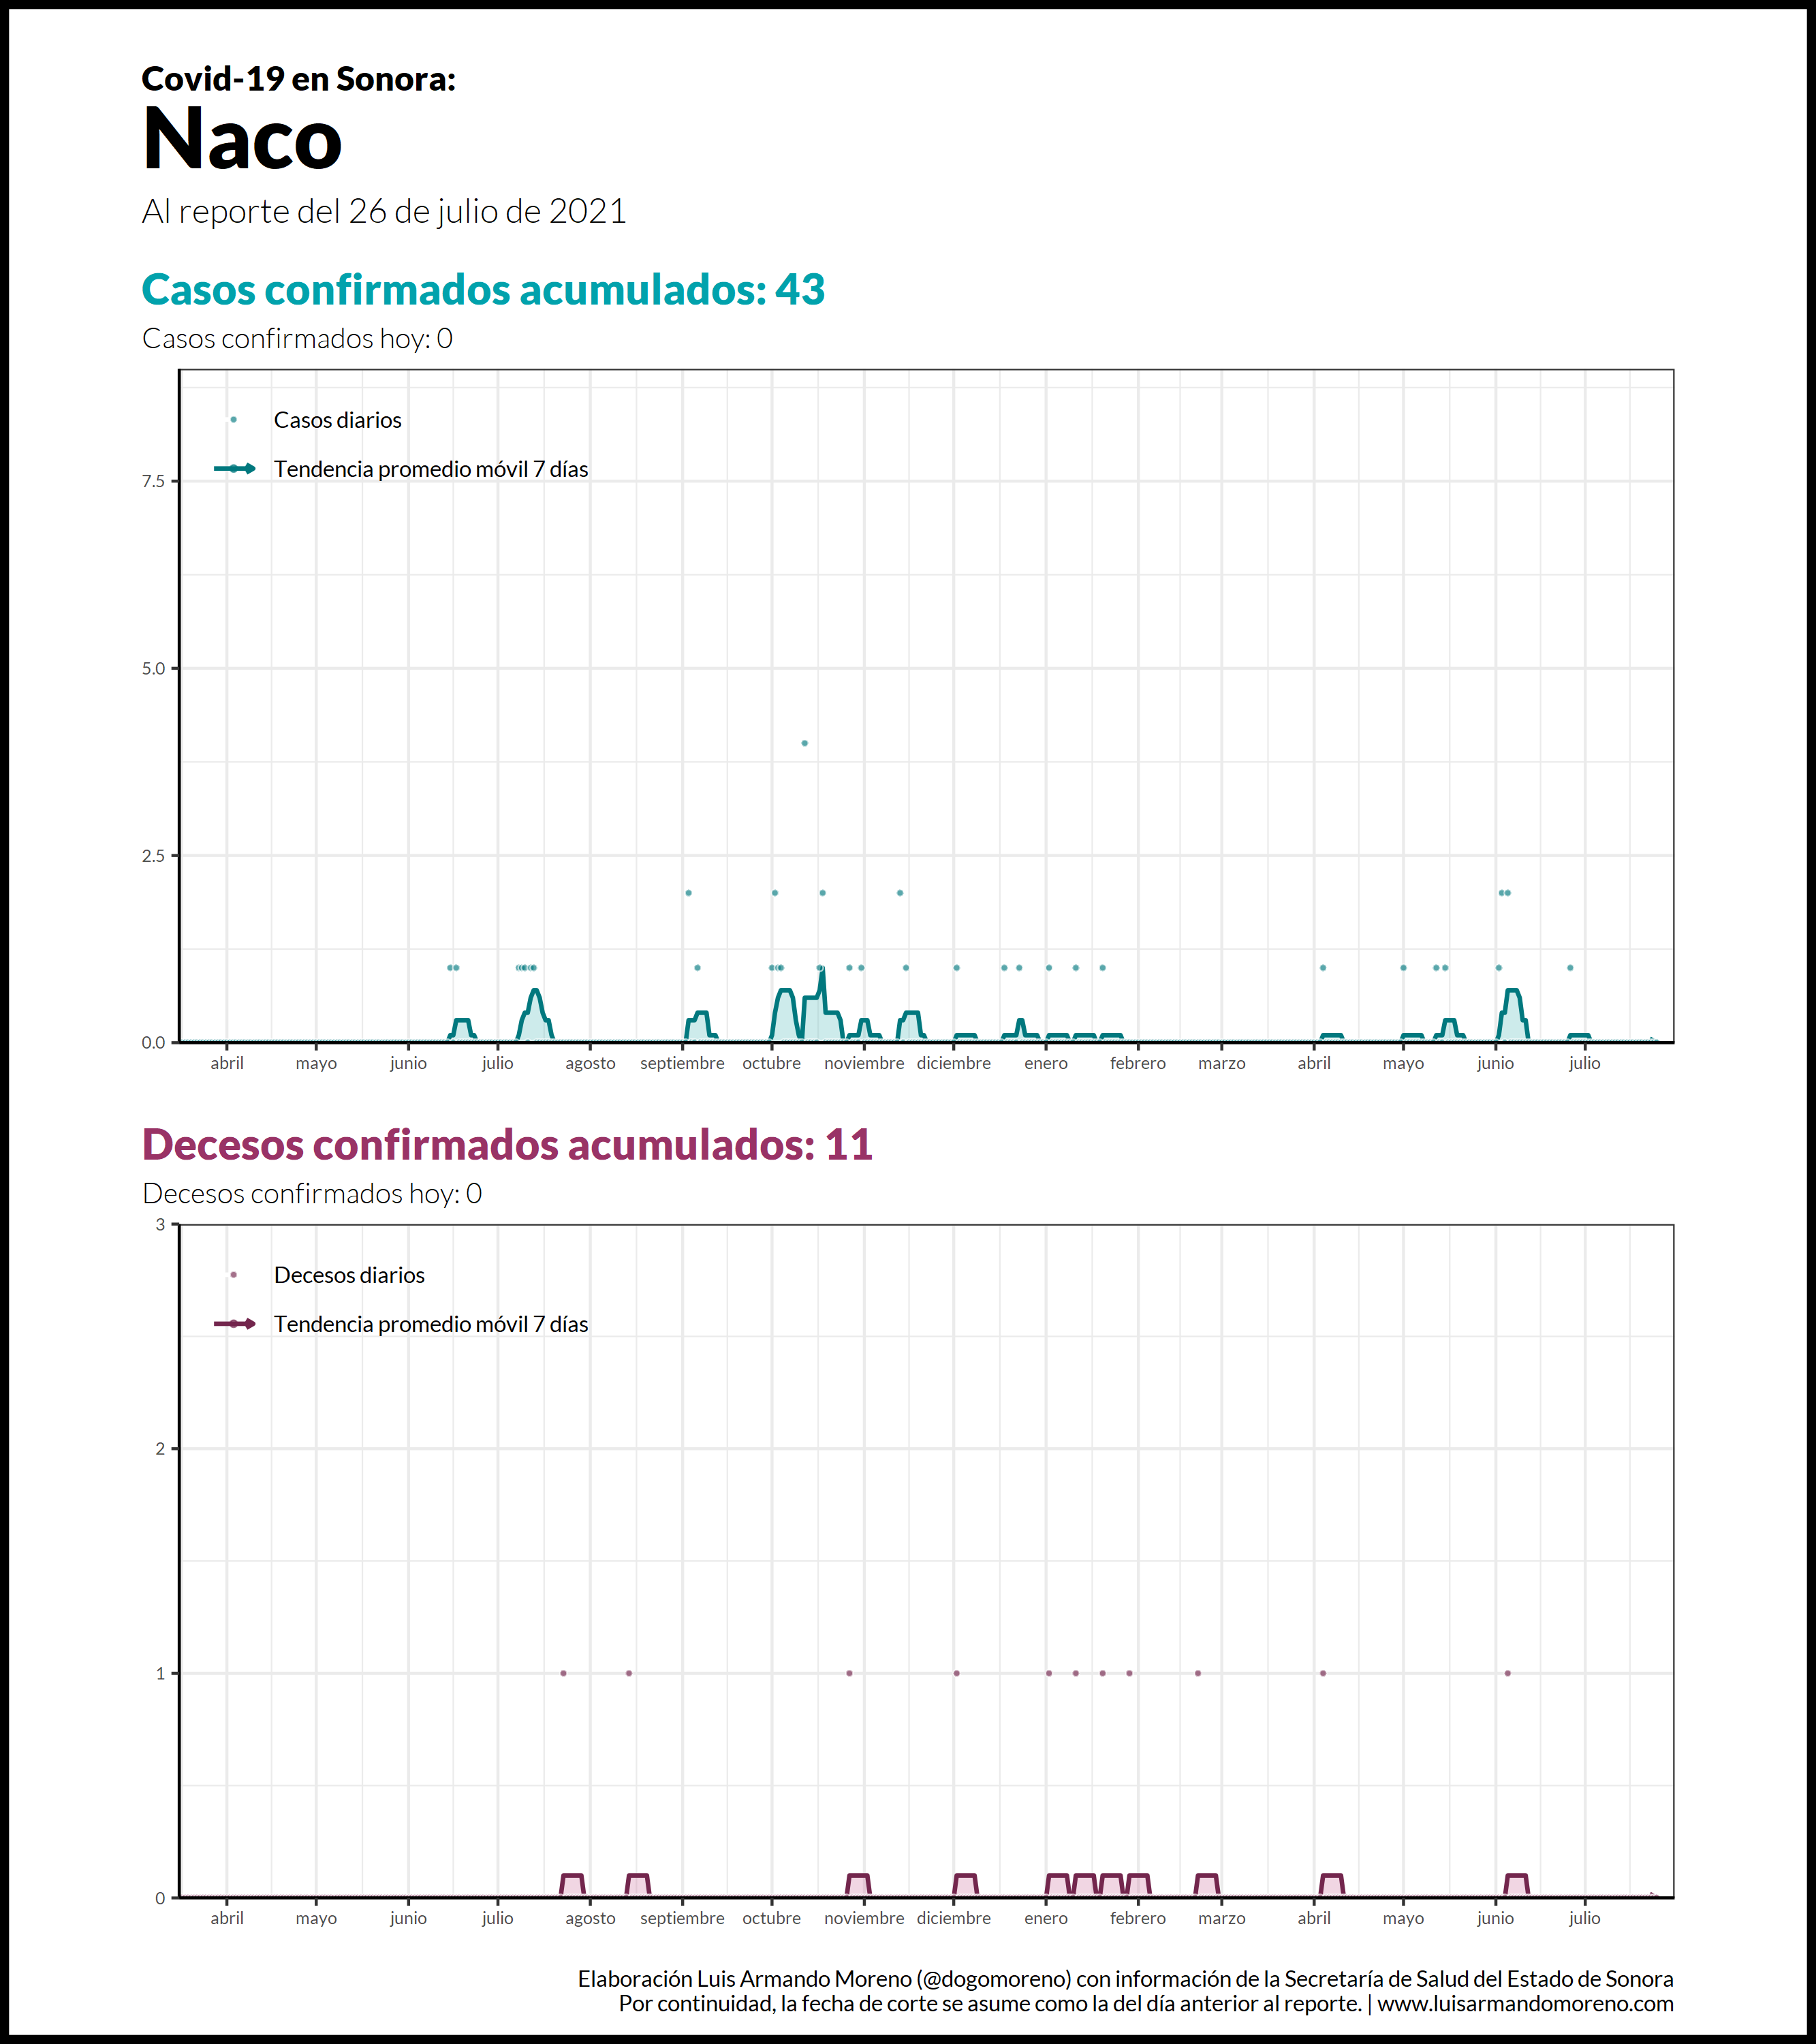 Covid-19 en Sonora:
Naco
Al reporte del 26 de julio de 2021
Casos confirmados acumulados: 43
Casos confirmados hoy: 0
Casos diarios
Tendencia promedio móvil 7 días
7.5
5.0
2.5
0.0
abril mayo junio julio agosto septiembre octubre noviembre diciembre enero febrero marzo abril mayo junio julio
Decesos confirmados acumulados: 11
Decesos confirmados hoy: 0
3
Decesos diarios
Tendencia promedio móvil 7 días
2
1
0
abril mayo junio julio agosto septiembre octubre noviembre diciembre enero febrero marzo abril mayo junio julio
Elaboración Luis Armando Moreno (@dogomoreno) con información de la Secretaría de Salud del Estado de Sonora
Por continuidad, la fecha de corte se asume como la del día anterior al reporte. | www.luisarmandomoreno.com